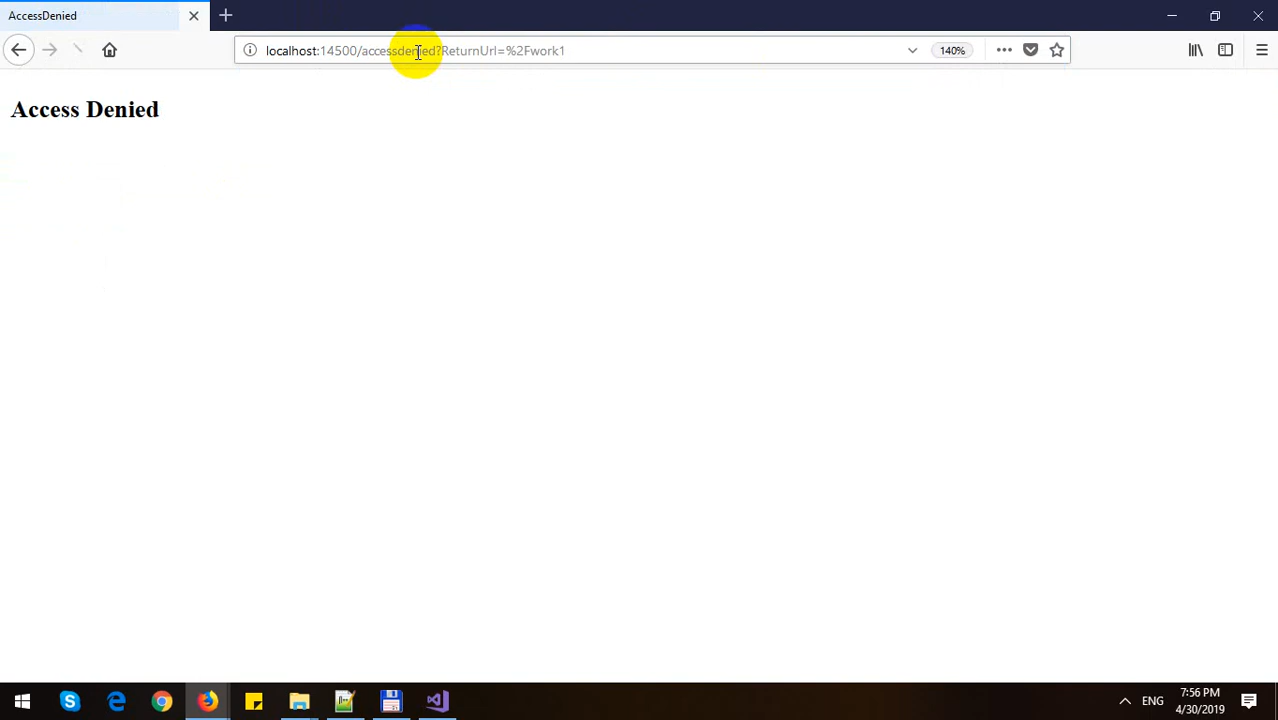 AccessDenied
localhost:14500/accessdenied?ReturnUrl=%2Fwork1
140%
Access Denied
ENG
7:56 PM
4/30/2019